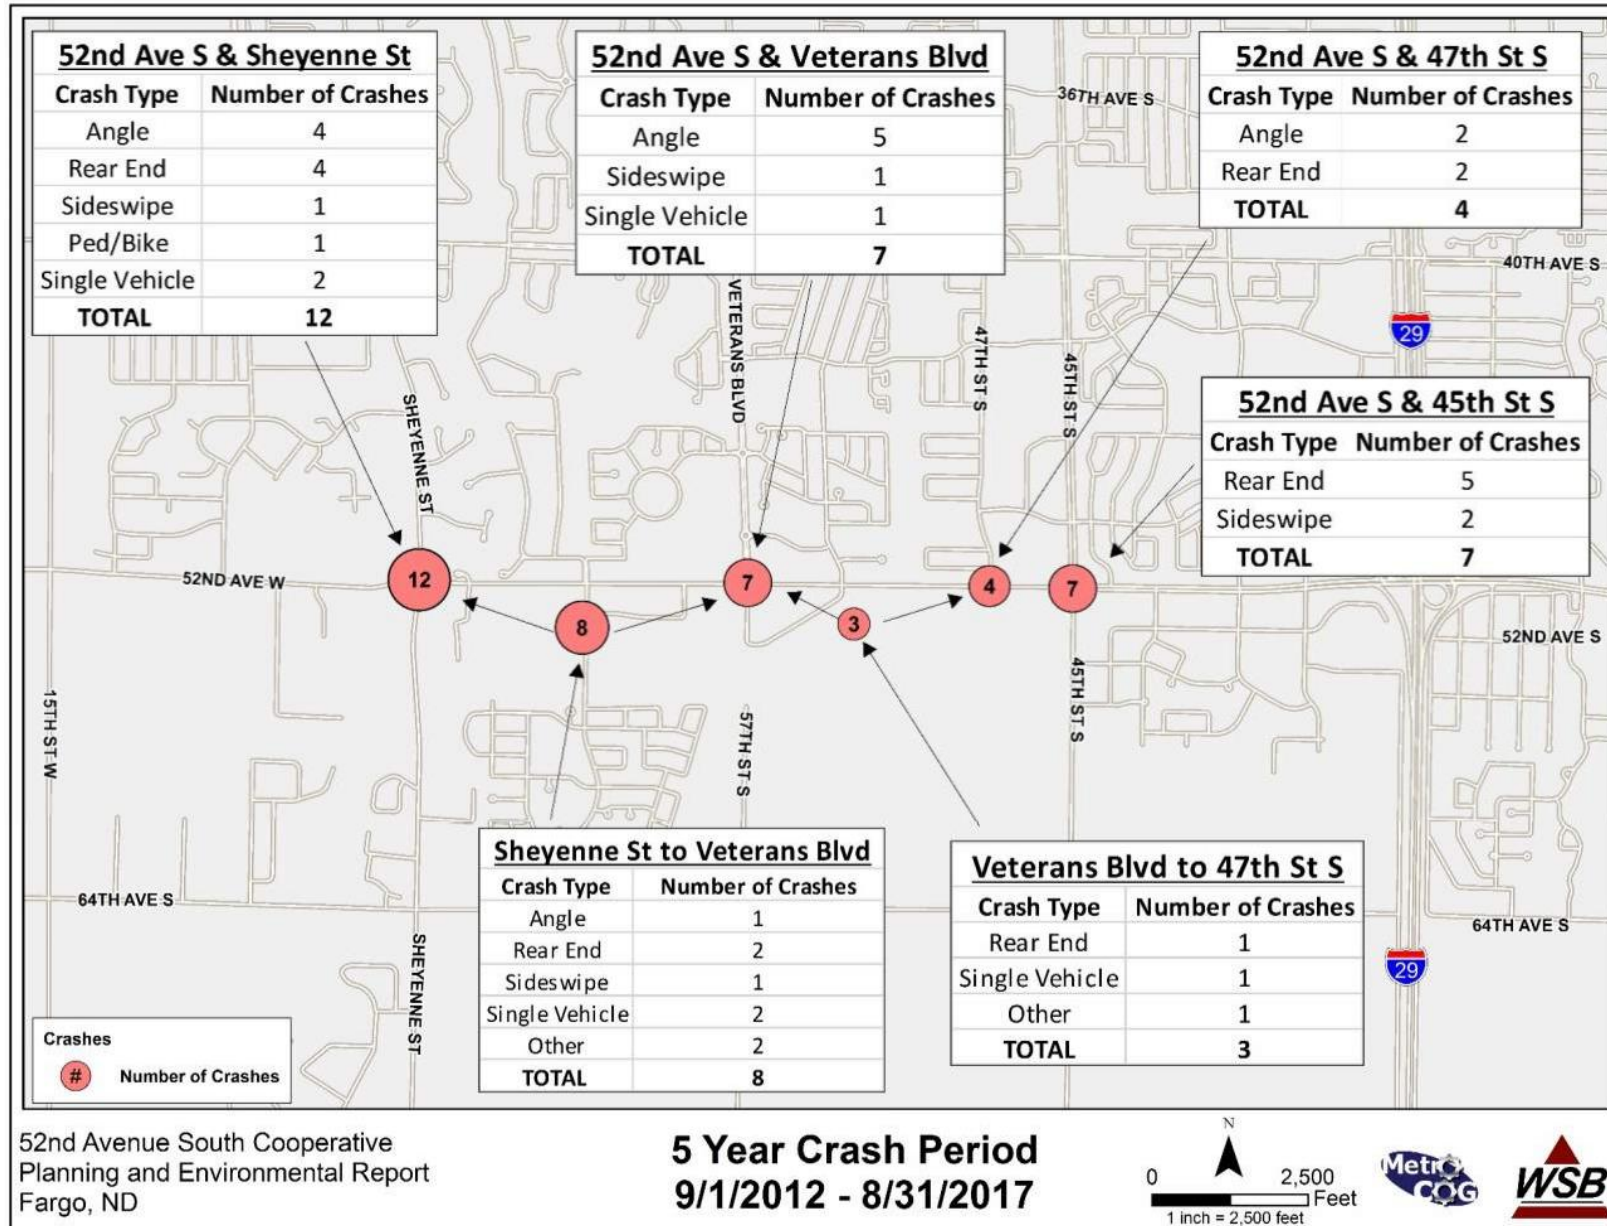 52nd Ave S & Sheyenne St
Crash Type Number of Crashes
Angle 4
Rear End 4
Sideswipe 1
Ped/Bike 1
Single Vehicle 2
TOTAL 12
52nd Ave S & Veterans Blvd
Crash Type Number of Crashes
Angle 5
Sideswipe 1
Single Vehicle 1
TOTAL 7
52nd Ave S & 47th St S
Crash Type Number of Crashes
Angle 2
Rear End 2
TOTAL 4
36TH AVE S
40TH AVE S
29
VETERANS BLVD
47TH ST S
45TH ST S
SHEYENNE ST
52nd Ave S & 45th St S
Crash Type Number of Crashes
Rear End 5
Sideswipe 2
TOTAL 7
52ND AVE W
12
8
7
3
4
7
52ND AVE S
15TH ST W
57TH ST S
45TH ST S
Sheyenne St to Veterans Blvd
Crash Type Number of Crashes
Angle 1
Rear End 2
Sideswipe 1
Single Vehicle 2
Other 2
TOTAL 8
Veterans Blvd to 47th St S
Crash Type Number of Crashes
Rear End 1
Single Vehicle 1
Other 1
TOTAL 3
64TH AVE S
64TH AVE S
SHEYENNE ST
29
Crashes
# Number of Crashes
52nd Avenue South Cooperative
Planning and Environmental Report
Fargo, ND
5 Year Crash Period
9/1/2012 - 8/31/2017
N
0 2,500
Feet
1 inch = 2,500 feet
Metro
COG
WSB